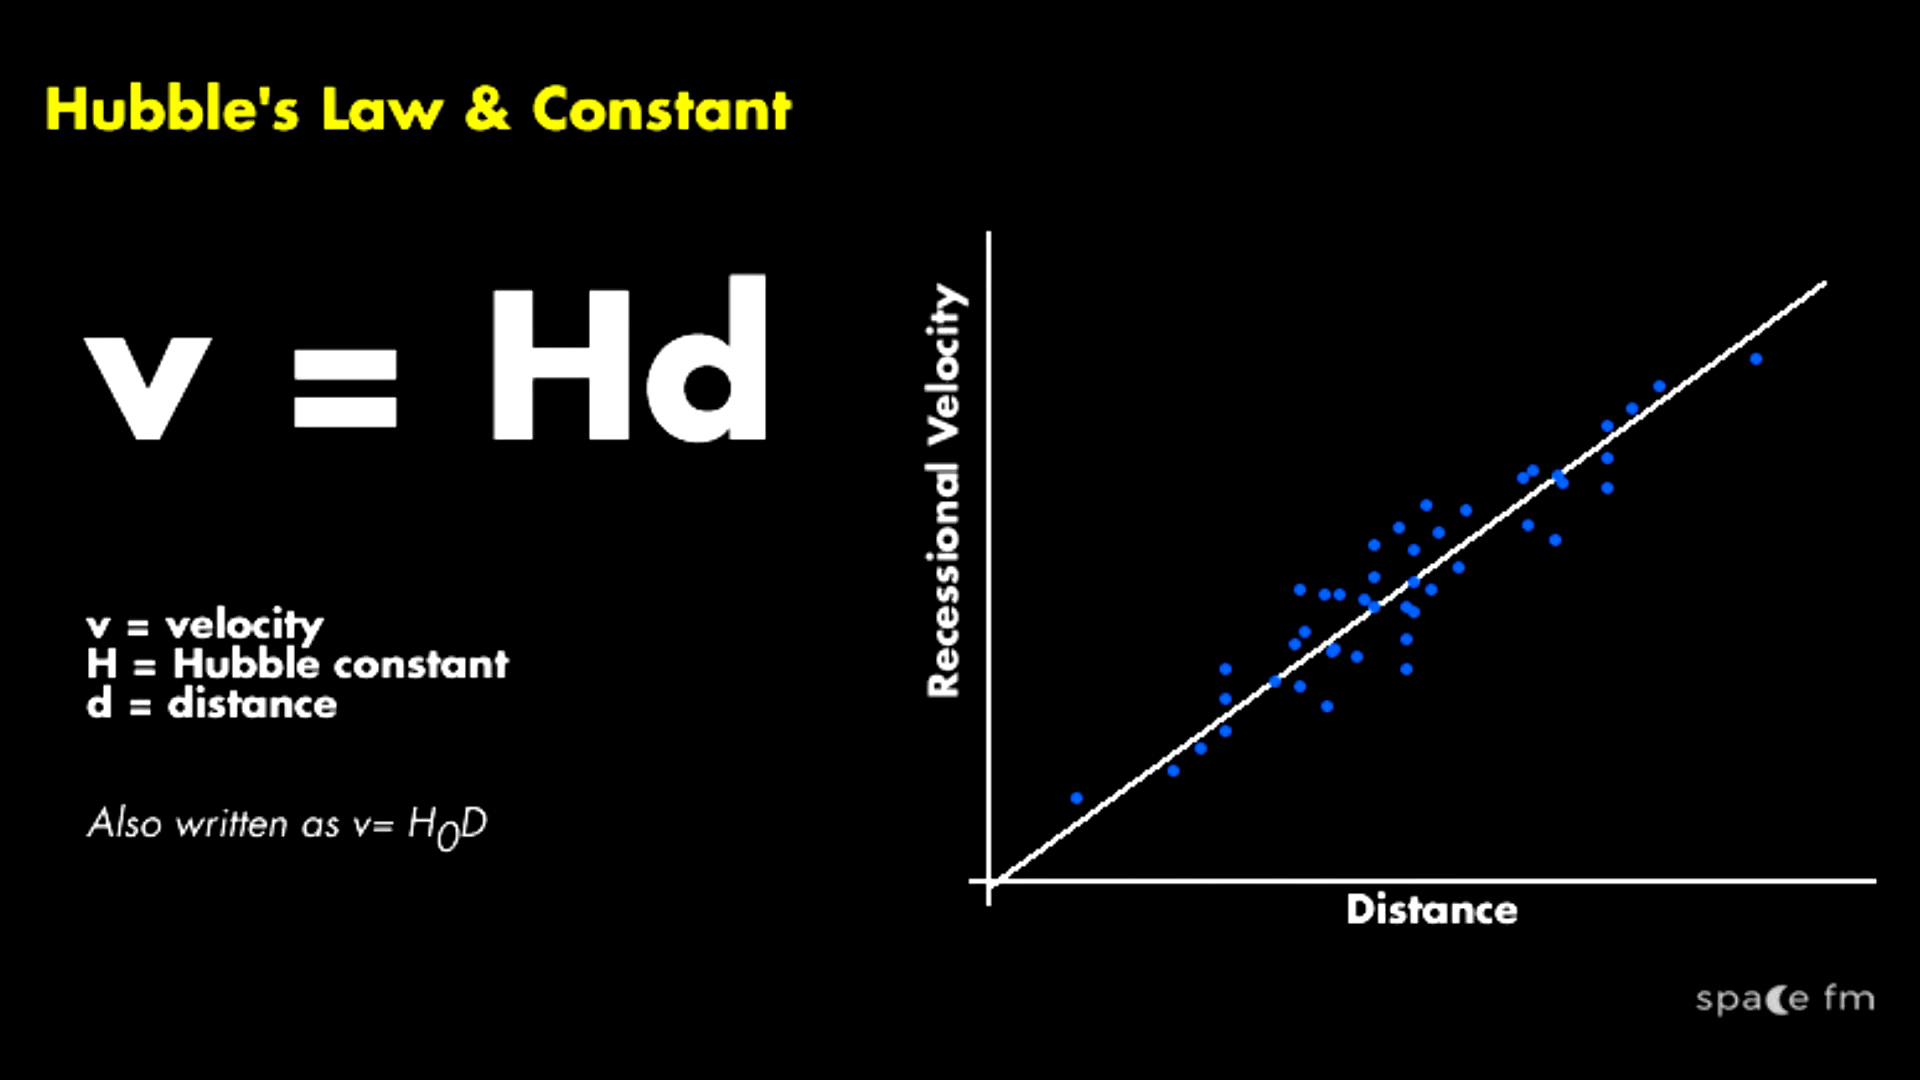 Hubble's Law & Constant
v = Hd
v = velocity
H = Hubble constant
d = distance
Also written as v= H₀D
Recessional Velocity
Distance
space fm